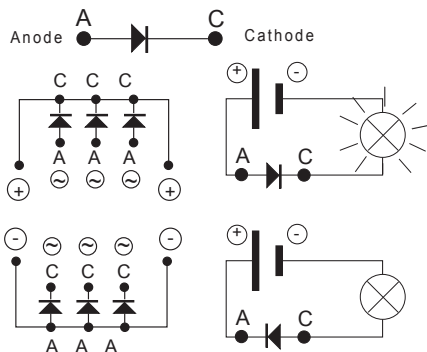 A C
Anode Cathode
C C C
A A A
+ ~ ~ ~ +
+ -
A C
- ~ ~ ~ -
C C C
A A A
+ -
A C